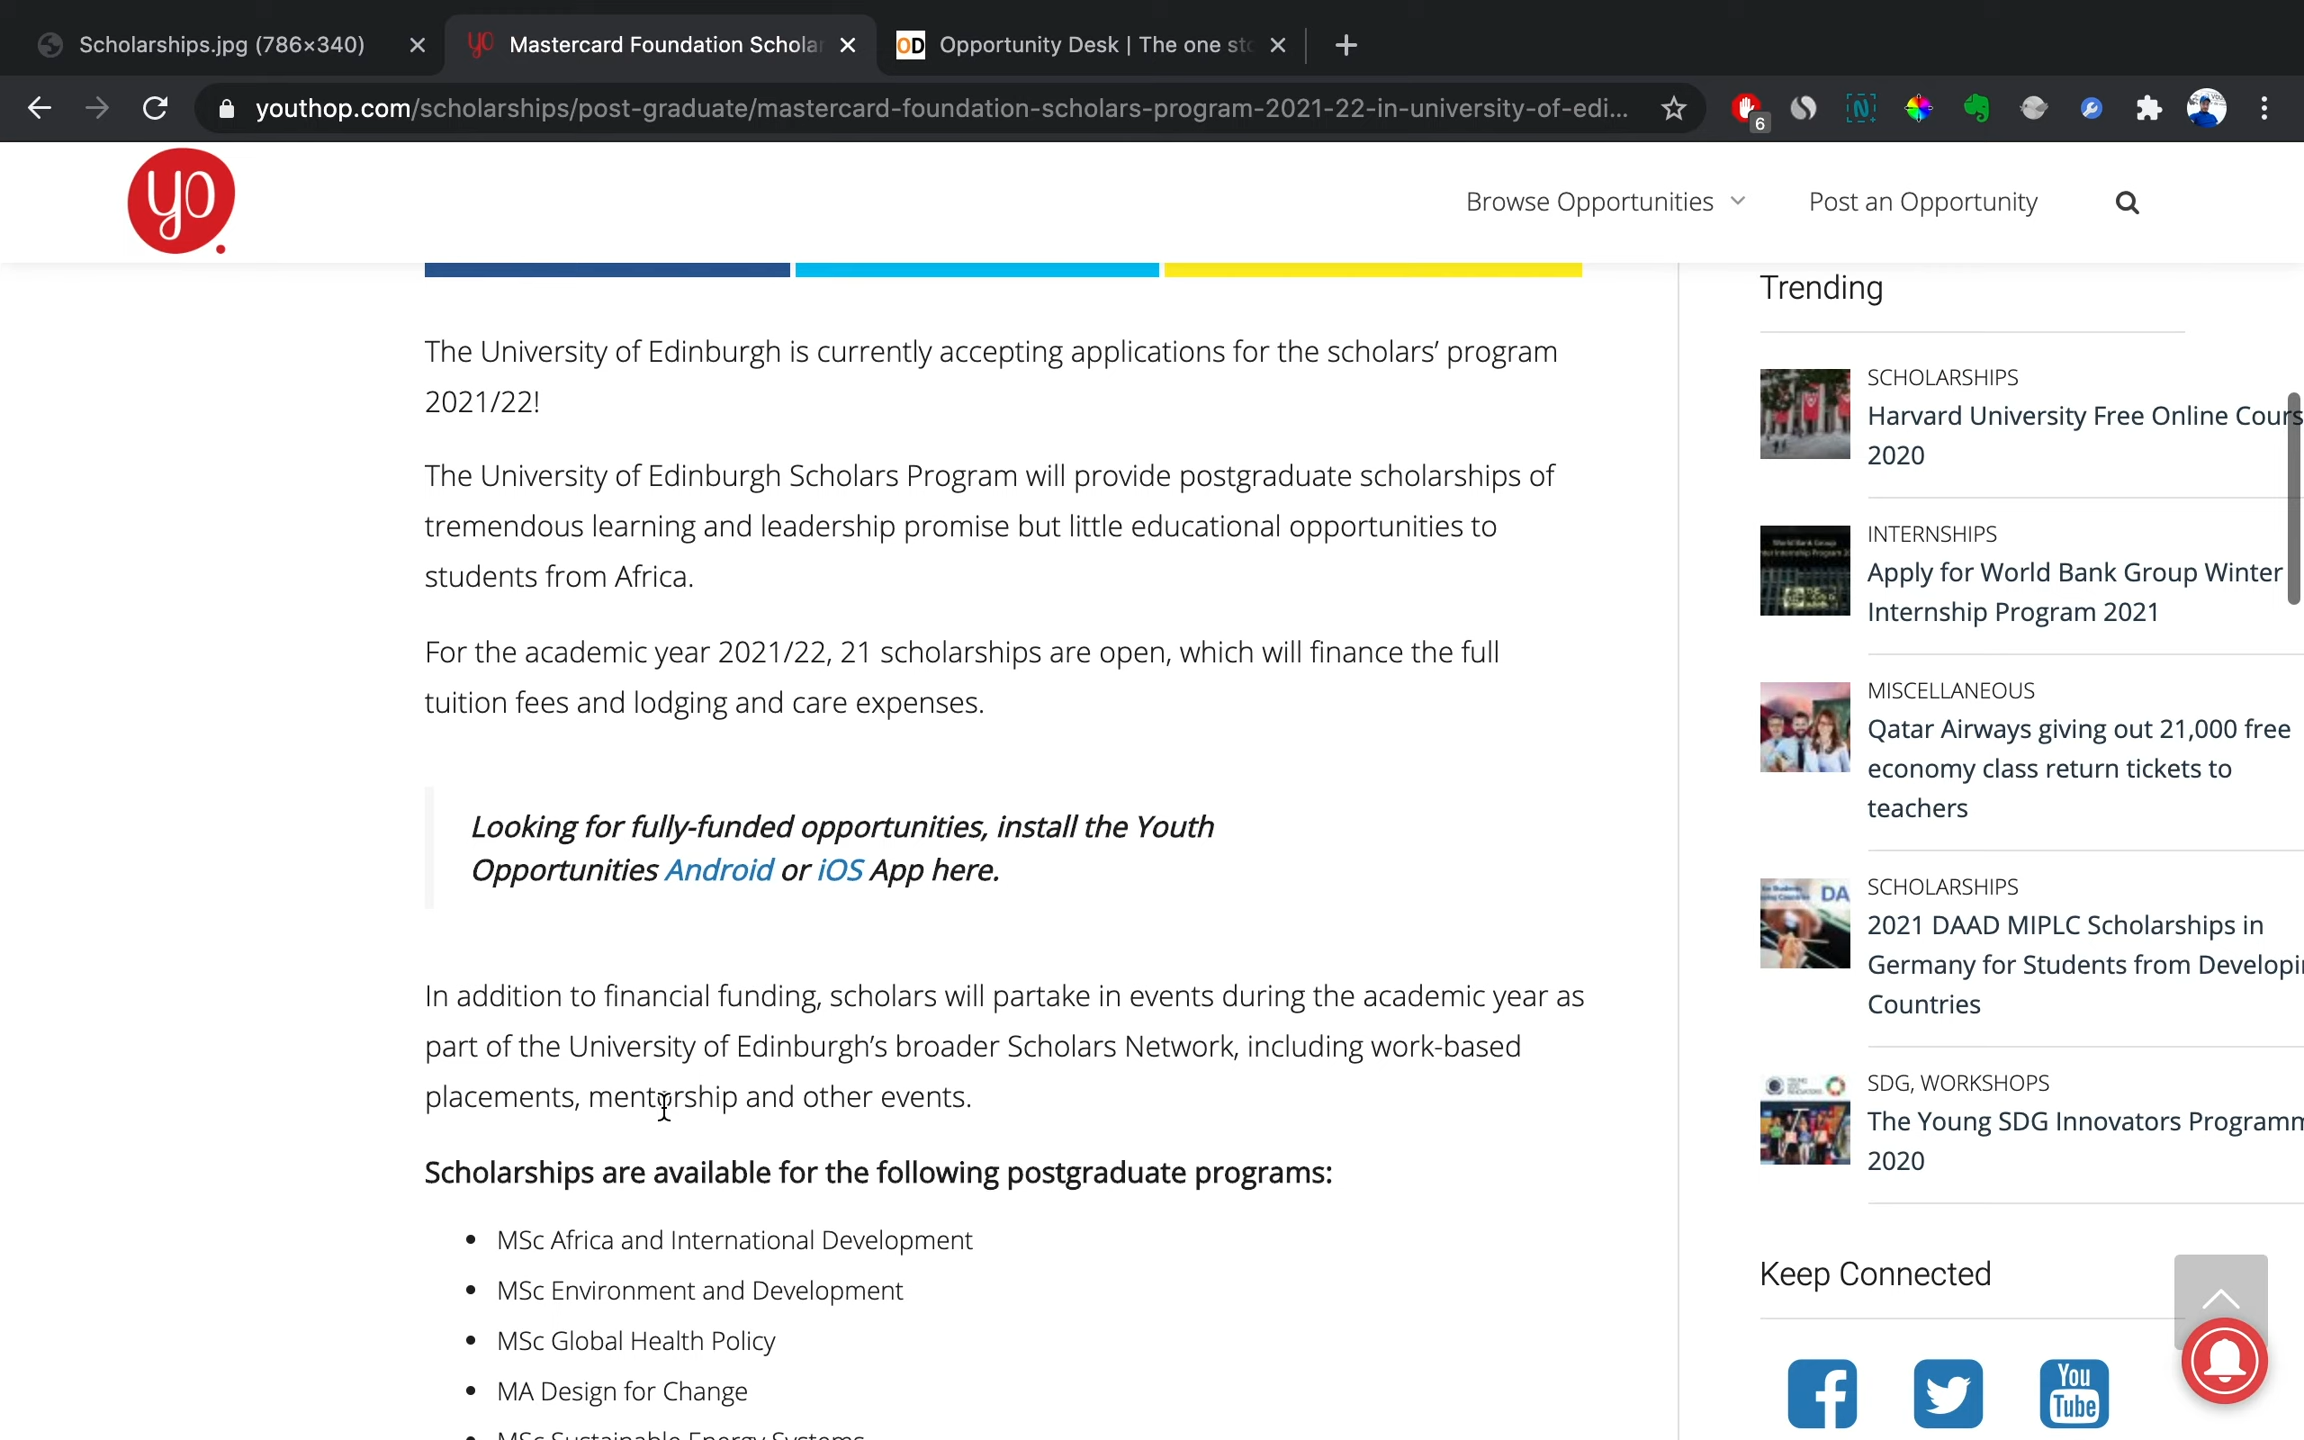 Scholarships.jpg (786×340)
Mastercard Foundation Schola
OD Opportunity Desk | The one sto
youthop.com/scholarships/post-graduate/mastercard-foundation-scholars-program-2021-22-in-university-of-edi...
6
yo
Browse Opportunities
Post an Opportunity
The University of Edinburgh is currently accepting applications for the scholars’ program
2021/22!
The University of Edinburgh Scholars Program will provide postgraduate scholarships of
tremendous learning and leadership promise but little educational opportunities to
students from Africa.
For the academic year 2021/22, 21 scholarships are open, which will finance the full
tuition fees and lodging and care expenses.
Looking for fully-funded opportunities, install the Youth
Opportunities Android or iOS App here.
In addition to financial funding, scholars will partake in events during the academic year as
part of the University of Edinburgh’s broader Scholars Network, including work-based
placements, mentorship and other events.
Scholarships are available for the following postgraduate programs:
• MSc Africa and International Development
• MSc Environment and Development
• MSc Global Health Policy
• MA Design for Change
• MSc Sustainable Energy Systems
Trending
SCHOLARSHIPS
Harvard University Free Online Cours
2020
INTERNSHIPS
Apply for World Bank Group Winter
Internship Program 2021
MISCELLANEOUS
Qatar Airways giving out 21,000 free
economy class return tickets to
teachers
DA
SCHOLARSHIPS
2021 DAAD MIPLC Scholarships in
Germany for Students from Developi
Countries
SDG, WORKSHOPS
The Young SDG Innovators Programm
2020
Keep Connected
You
Tube